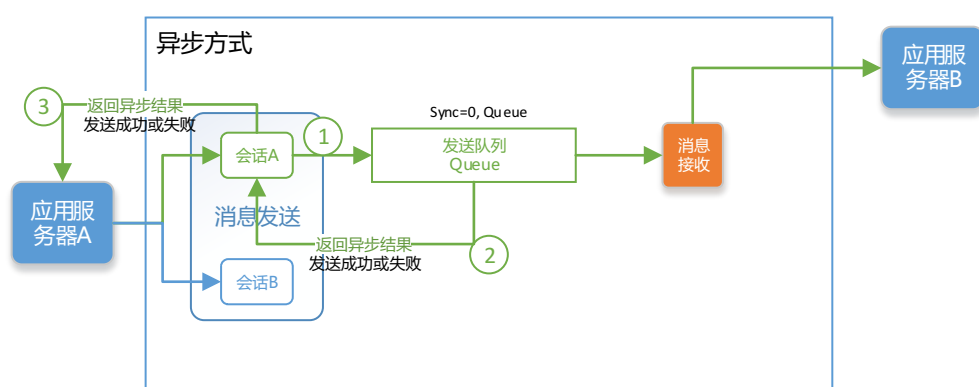 异步方式
应用服
务器B
3
返回异步结果
发送成功或失败
1
Sync=0, Queue
会话A
发送队列
Queue
消息
接收
应用服
务器A
消息发送
返回异步结果
发送成功或失败
2
会话B